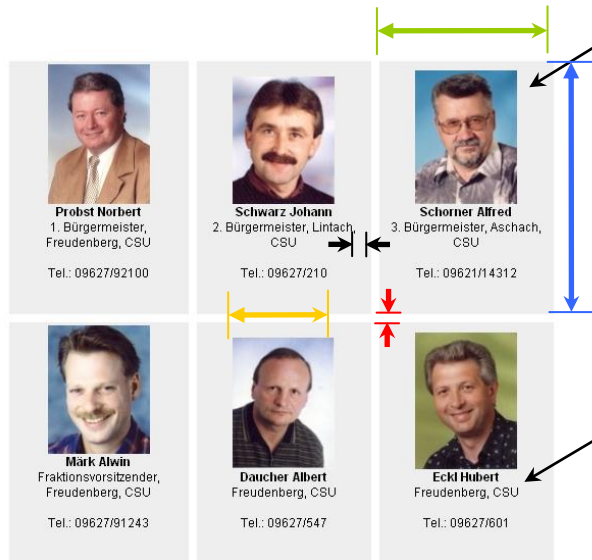 Probst Norbert
1. Bürgermeister,
Freudenberg, CSU
Tel.: 09627/92100
Schwarz Johann
2. Bürgermeister, Lintach,
CSU
Tel.: 09627/210
Schorner Alfred
3. Bürgermeister, Aschach,
CSU
Tel.: 09621/14312
Märk Alwin
Fraktionsvorsitzender,
Freudenberg, CSU
Tel.: 09627/91243
Daucher Albert
Freudenberg, CSU
Tel.: 09627/547
Eckl Hubert
Freudenberg, CSU
Tel.: 09627/601